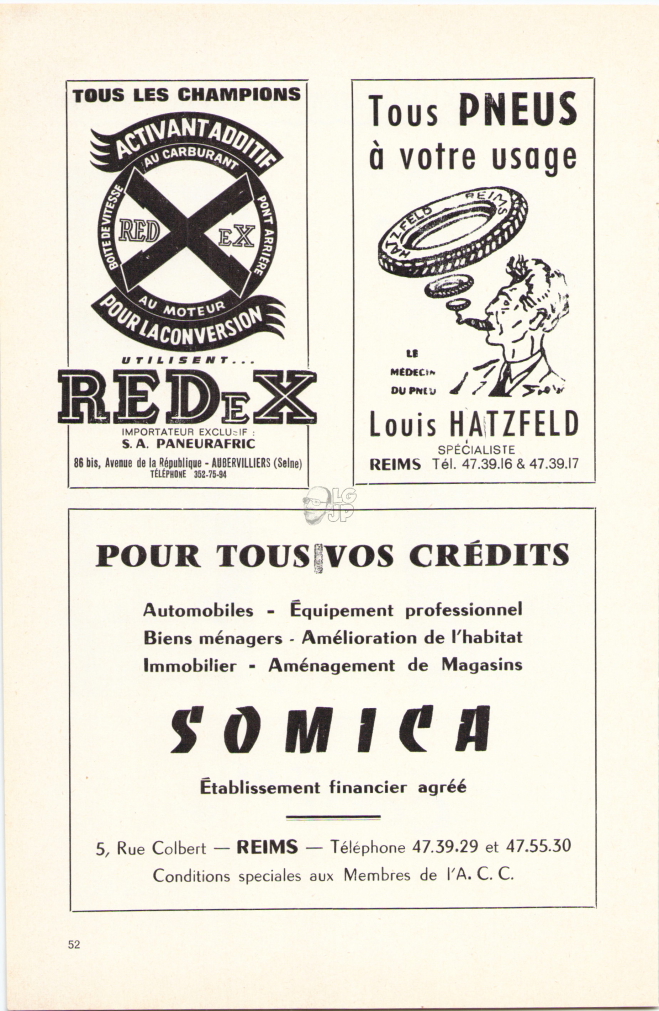 TOUS LES CHAMPIONS
ACTIVANT ADDITIF
AU CARBURANT
BOITE DE VITESSE
RED EX
PONT ARRIÈRE
AU MOTEUR
POUR LA CONVERSION
UTILISENT...
REDEX
IMPORTATEUR EXCLUSIF :
S. A. PANEURAFRIC
86 bis, Avenue de la République - AUBERVILLIERS (Seine)
TÉLÉPHONE 352-75-94
Tous PNEUS
à votre usage
HATZFELD REIMS
LE
MÉDECIN
DU PNEU
Louis HATZFELD
SPÉCIALISTE
REIMS Tél. 47.39.16 & 47.39.17
LG
JP
POUR TOUS VOS CRÉDITS
Automobiles - Équipement professionnel
Biens ménagers - Amélioration de l'habitat
Immobilier - Aménagement de Magasins
SOMICA
Établissement financier agréé
5, Rue Colbert — REIMS — Téléphone 47.39.29 et 47.55.30
Conditions speciales aux Membres de l'A. C. C.
52